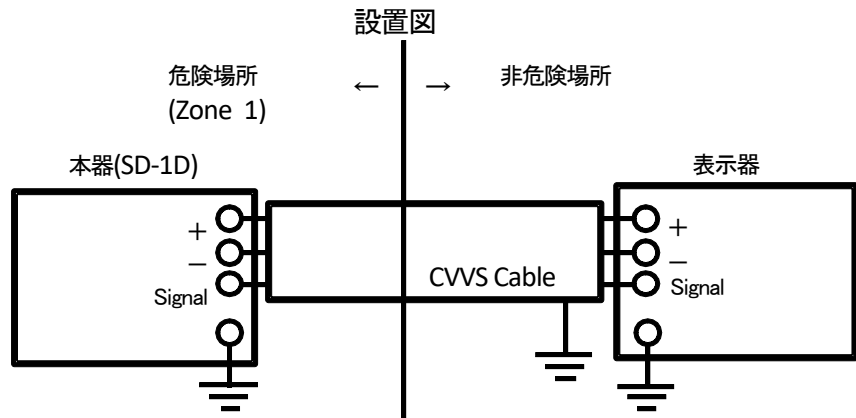 設置図
危険場所 ← → 非危険場所
(Zone 1)
本器(SD-1D) 表示器
+ +
− −
Signal CVVS Cable Signal